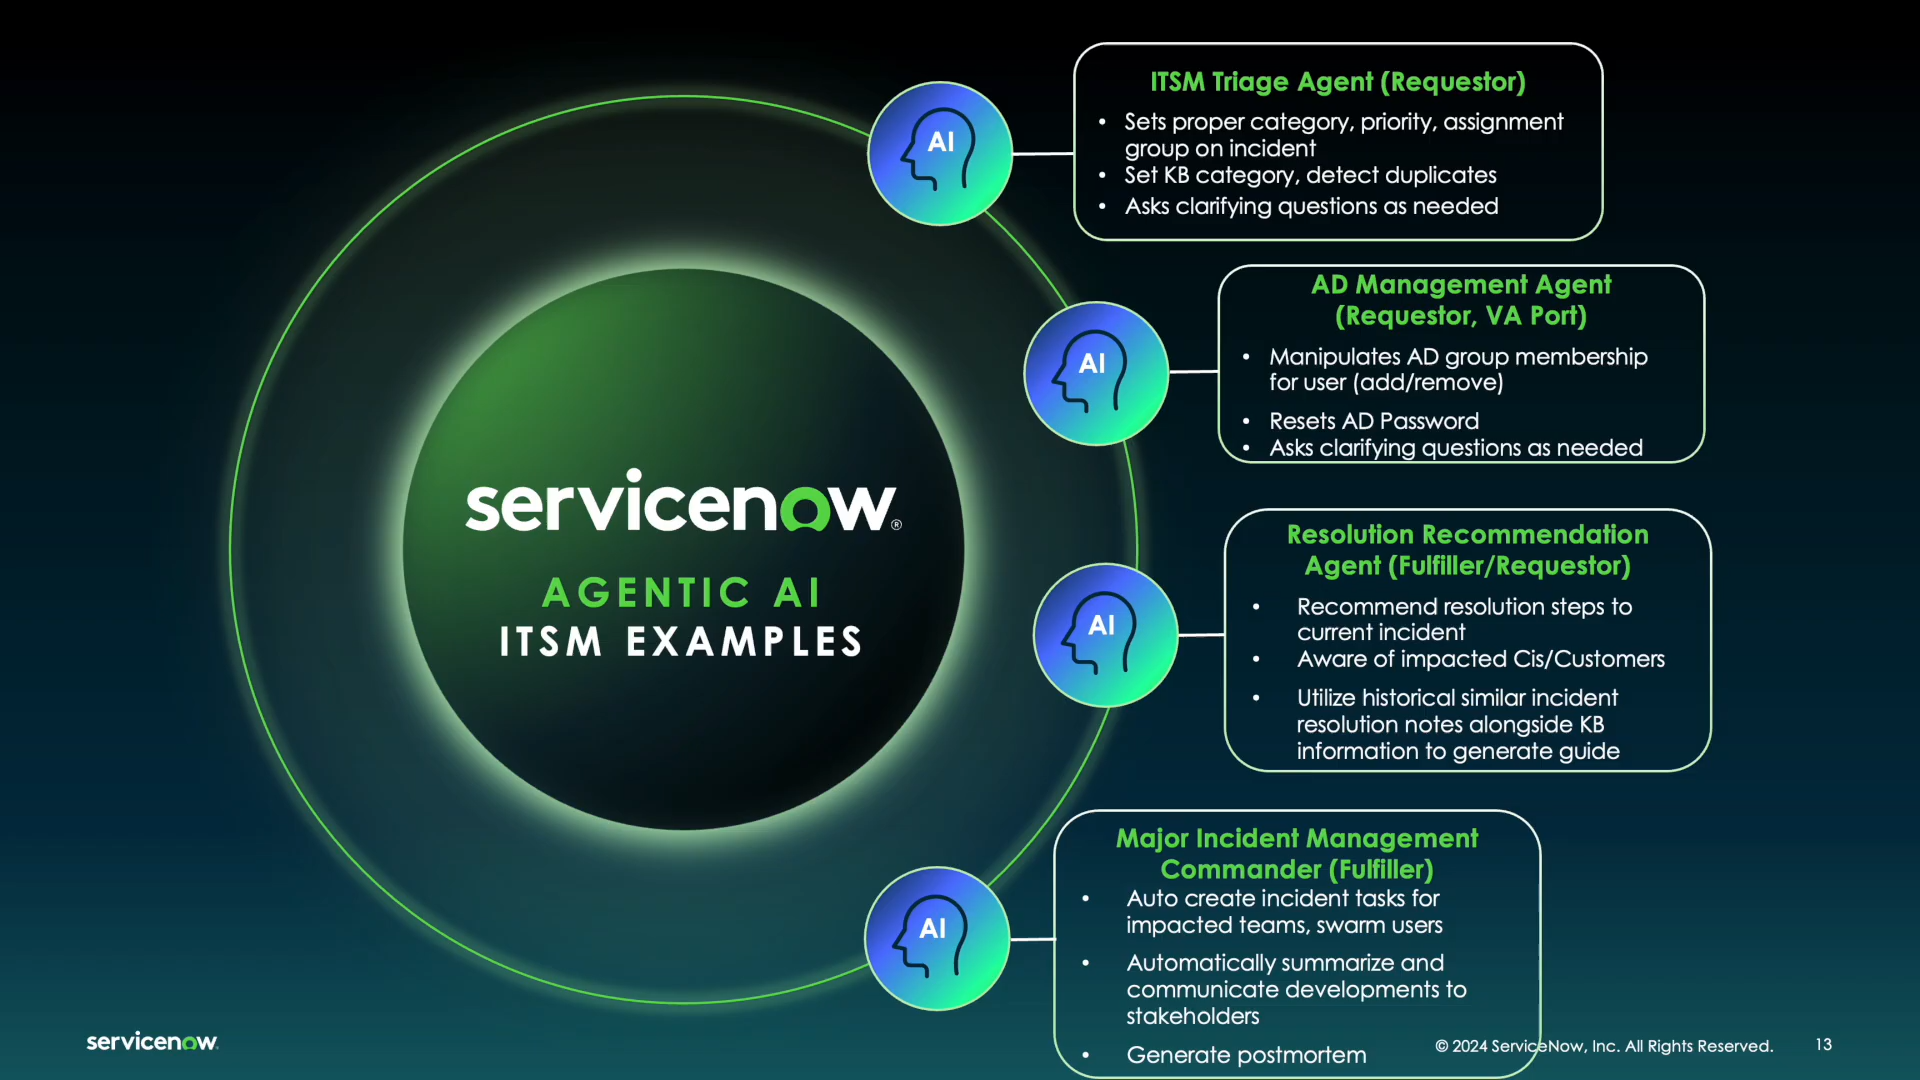 ITSM Triage Agent (Requestor)
• Sets proper category, priority, assignment
group on incident
• Set KB category, detect duplicates
• Asks clarifying questions as needed
AI
AD Management Agent
(Requestor, VA Port)
• Manipulates AD group membership
for user (add/remove)
• Resets AD Password
• Asks clarifying questions as needed
AI
servicenow®
AGENTIC AI
ITSM EXAMPLES
Resolution Recommendation
Agent (Fulfiller/Requestor)
• Recommend resolution steps to
current incident
• Aware of impacted Cis/Customers
• Utilize historical similar incident
resolution notes alongside KB
information to generate guide
AI
Major Incident Management
Commander (Fulfiller)
• Auto create incident tasks for
impacted teams, swarm users
• Automatically summarize and
communicate developments to
stakeholders
• Generate postmortem
AI
servicenow
© 2024 ServiceNow, Inc. All Rights Reserved.
13